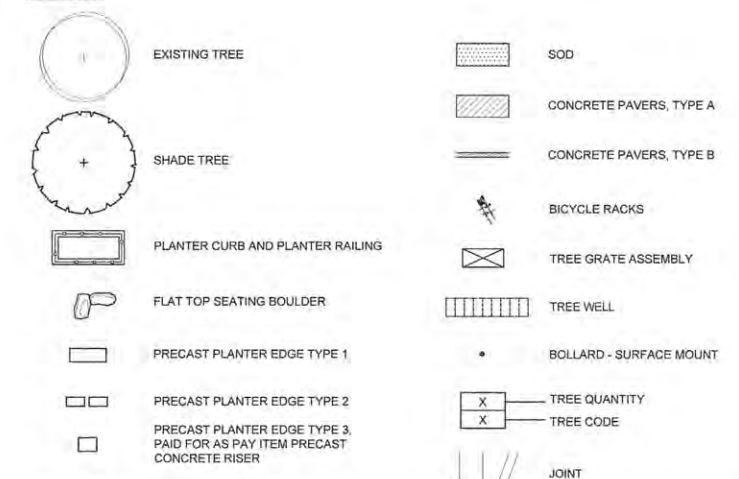 EXISTING TREE
SHADE TREE
PLANTER CURB AND PLANTER RAILING
FLAT TOP SEATING BOULDER
PRECAST PLANTER EDGE TYPE 1
PRECAST PLANTER EDGE TYPE 2
PRECAST PLANTER EDGE TYPE 3,
PAID FOR AS PAY ITEM PRECAST
CONCRETE RISER
SOD
CONCRETE PAVERS, TYPE A
CONCRETE PAVERS, TYPE B
BICYCLE RACKS
TREE GRATE ASSEMBLY
TREE WELL
BOLLARD - SURFACE MOUNT
X TREE QUANTITY
X TREE CODE
JOINT